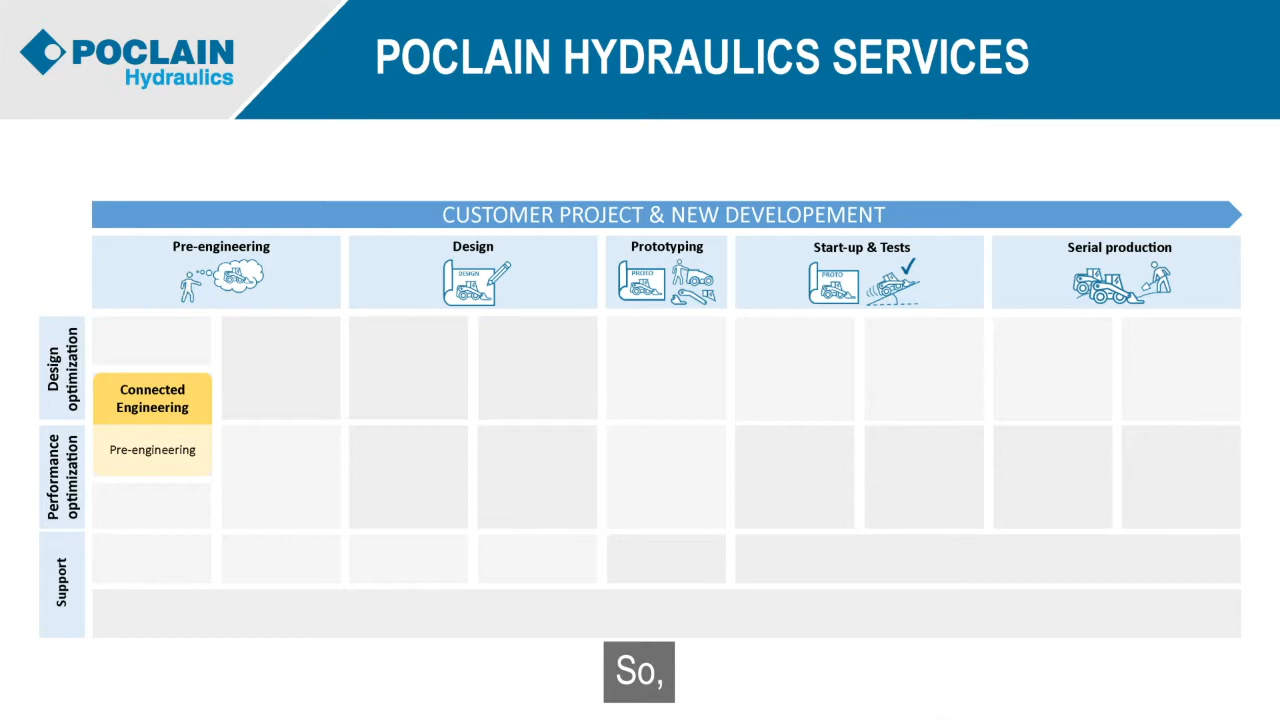 POCLAIN
Hydraulics
POCLAIN HYDRAULICS SERVICES
CUSTOMER PROJECT & NEW DEVELOPEMENT
Pre-engineering
Design
Prototyping
Start-up & Tests
Serial production
DESIGN
PROTO
PROTO
Design
optimization
Connected
Engineering
Performance
optimization
Pre-engineering
Support
So,